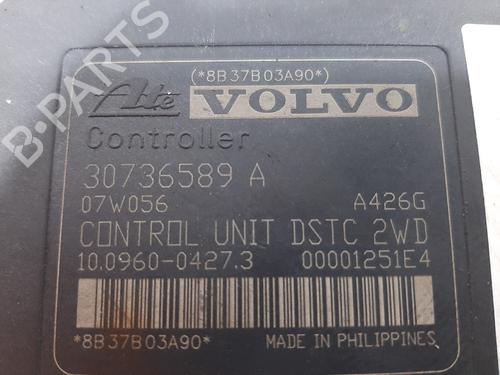 (*8B37B03A90*)
Ate VOLVO
Controller
30736589 A
07W056 A426G
CONTROL UNIT DSTC 2WD
10.0960-0427.3 00001251E4
*8B37B03A90* MADE IN PHILIPPINES
B-PARTS